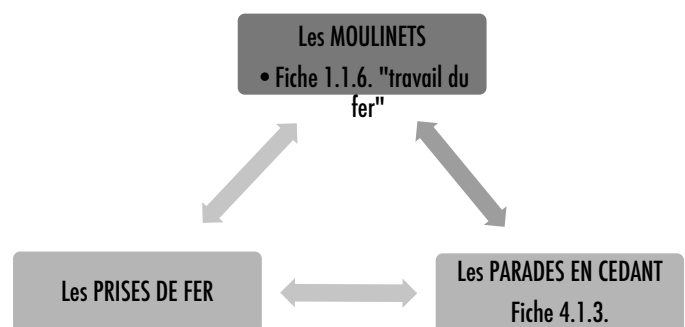 Les MOULINETS
• Fiche 1.1.6. "travail du
fer"
Les PRISES DE FER
Les PARADES EN CEDANT
Fiche 4.1.3.